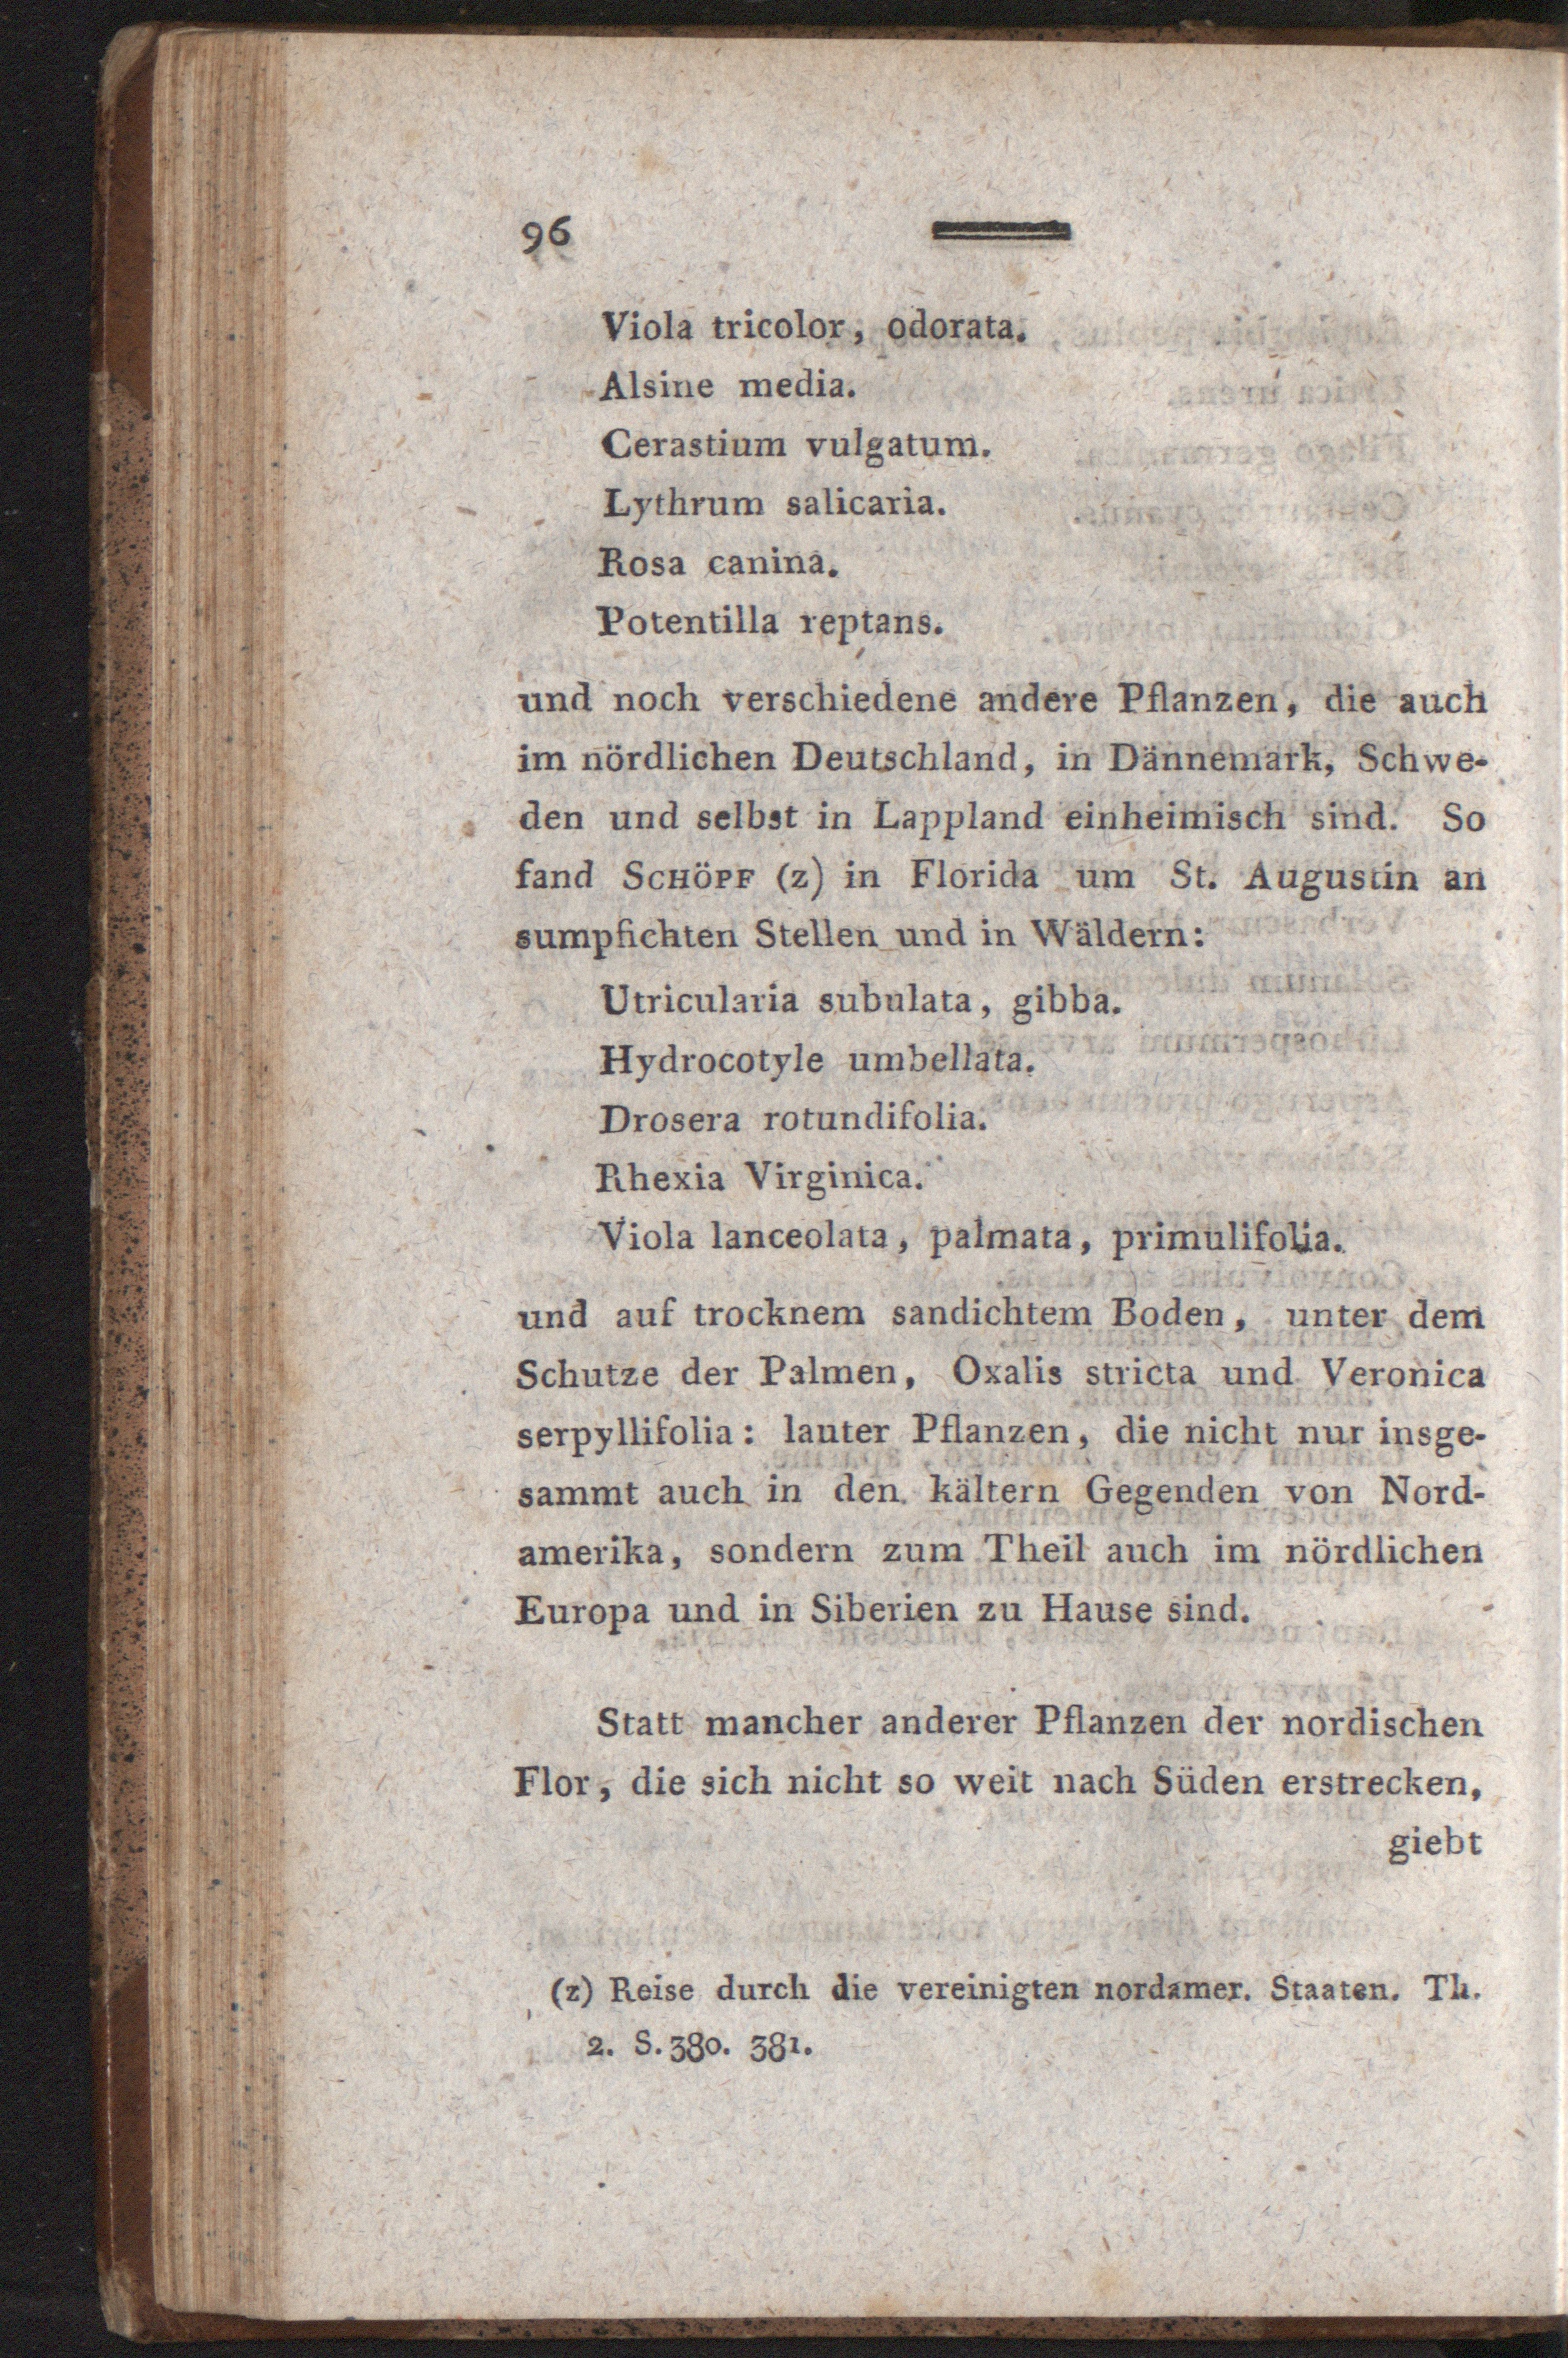 96
Viola tricolor, odorata.
Alsine media.
Cerastium vulgatum.
Lythrum salicaria.
Rosa canina.
Potentilla reptans.
und noch verschiedene andere Pflanzen, die auch
im nördlichen Deutschland, in Dännemark, Schwe-
den und selbst in Lappland einheimisch sind. So
fand Schöpf (z) in Florida um St. Augustin an
sumpfichten Stellen und in Wäldern:
Utricularia subulata, gibba.
Hydrocotyle umbellata.
Drosera rotundifolia.
Rhexia Virginica.
Viola lanceolata, palmata, primulifolia.
und auf trocknem sandichtem Boden, unter dem
Schutze der Palmen, Oxalis stricta und Veronica
serpyllifolia: lauter Pflanzen, die nicht nur insge-
sammt auch in den kältern Gegenden von Nord-
amerika, sondern zum Theil auch im nördlichen
Europa und in Siberien zu Hause sind.
Statt mancher anderer Pflanzen der nordischen
Flor, die sich nicht so weit nach Süden erstrecken,
giebt
(z) Reise durch die vereinigten nordamer. Staaten. Th.
2. S. 380. 381.